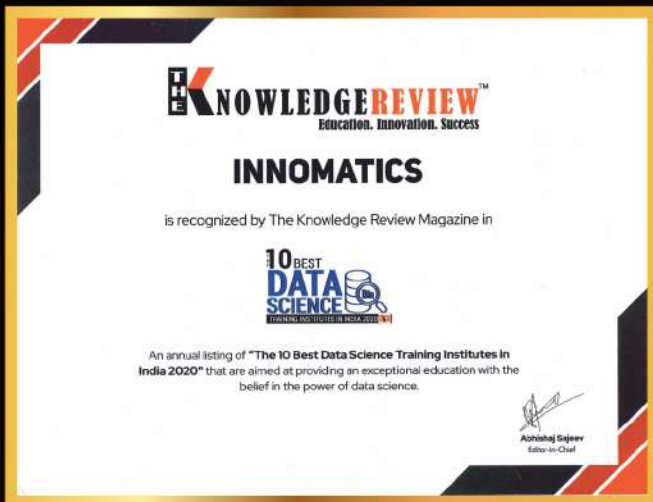 THE KNOWLEDGEREVIEW™
Education. Innovation. Success
INNOMATICS
is recognized by The Knowledge Review Magazine in
THE 10 BEST
DATA
SCIENCE
TRAINING INSTITUTES IN INDIA 2020
An annual listing of "The 10 Best Data Science Training Institutes in
India 2020" that are aimed at providing an exceptional education with the
belief in the power of data science.
Abhishaj Sajeev
Editor-in-Chief